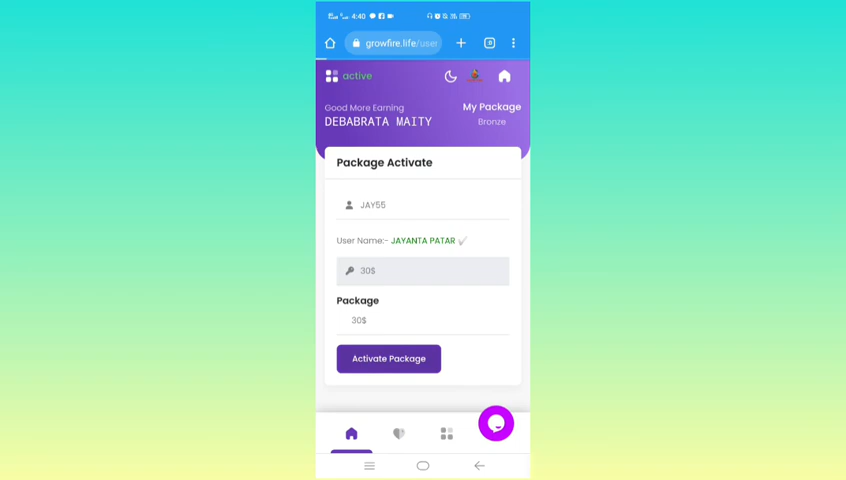 4:40
growfire.life/user
active
Good More Earning
My Package
DEBABRATA MAITY
Bronze
Package Activate
JAY55
User Name:- JAYANTA PATAR
30$
Package
30$
Activate Package